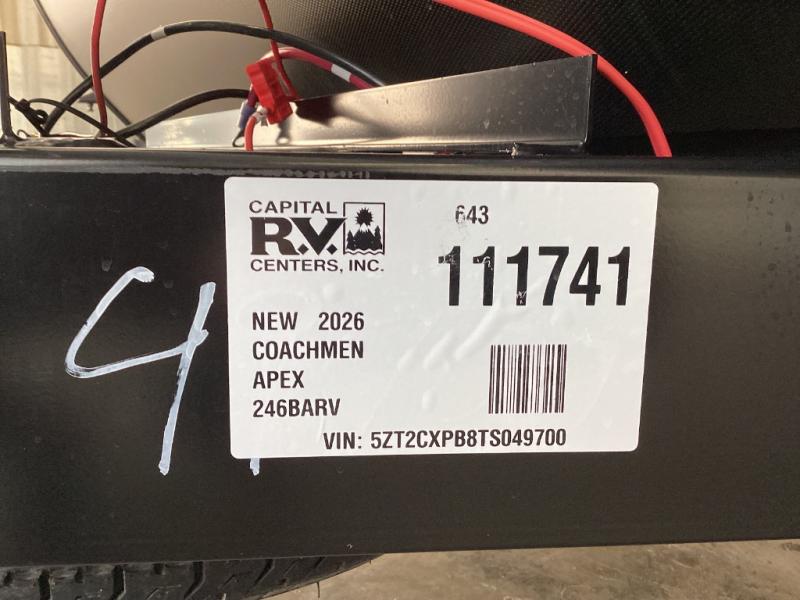 CAPITAL
R.V.
CENTERS, INC.
643
111741
NEW 2026
COACHMEN
APEX
246BARV
VIN: 5ZT2CXPB8TS049700
4